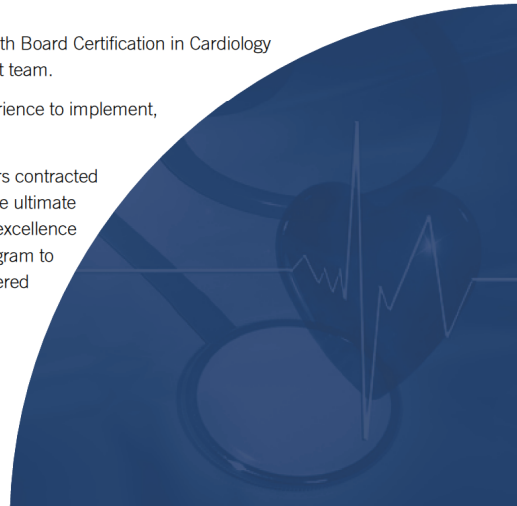 th Board Certification in Cardiology
t team.
rience to implement,
rs contracted
e ultimate
excellence
gram to
ered